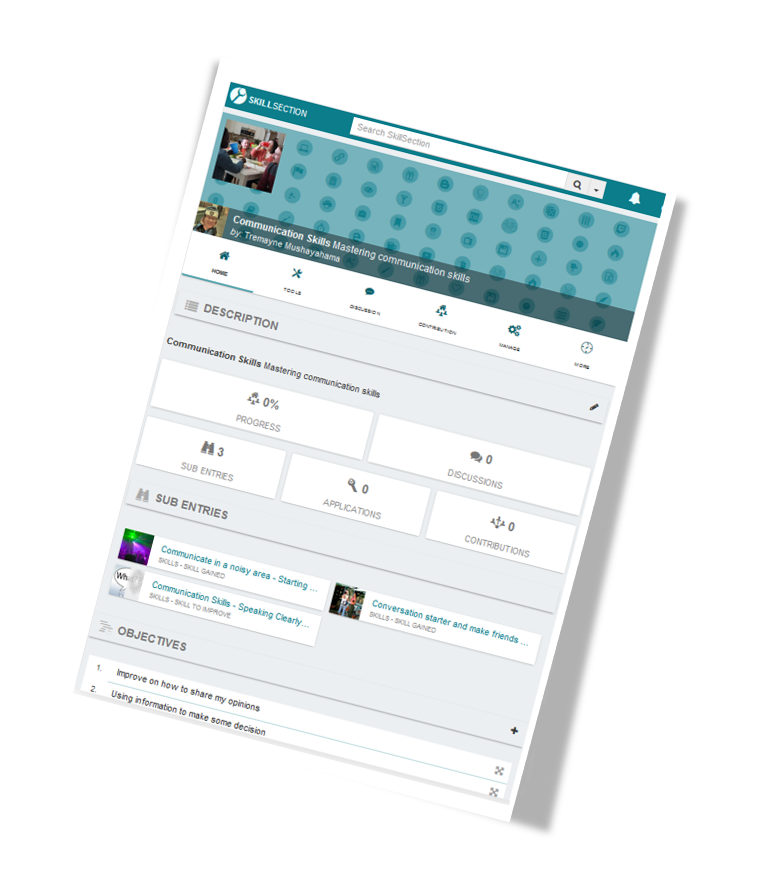 SKILLSECTION
Search SkillSection
Communication Skills Mastering communication skills
by: Tremayne Mushayahama
HOME
TOOLS
DISCUSSION
CONTRIBUTION
MANAGE
MORE
DESCRIPTION
Communication Skills Mastering communication skills
0%
PROGRESS
0
DISCUSSIONS
3
SUB ENTRIES
0
APPLICATIONS
0
CONTRIBUTIONS
SUB ENTRIES
Communicate in a noisy area - Starting ...
SKILLS - SKILL GAINED
Conversation starter and make friends ...
SKILLS - SKILL GAINED
Communication Skills - Speaking Clearly...
SKILLS - SKILL TO IMPROVE
OBJECTIVES
1. Improve on how to share my opinions
2. Using information to make some decision